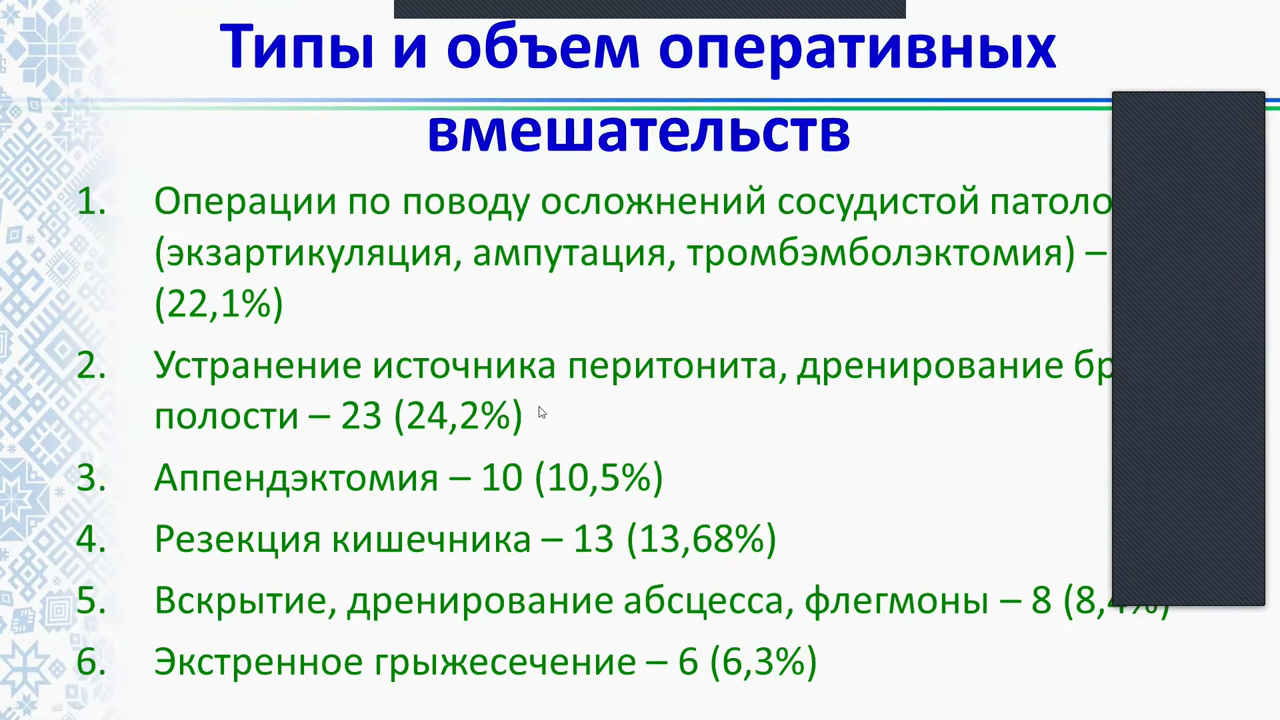 Типы и объем оперативных
вмешательств
1. Операции по поводу осложнений сосудистой
(экзартикуляция, ампутация, тромбэмболэктомия) –
(22,1%)
2. Устранение источника перитонита, дренирование
полости – 23 (24,2%)
3. Аппендэктомия – 10 (10,5%)
4. Резекция кишечника – 13 (13,68%)
5. Вскрытие, дренирование абсцесса, флегмоны – 8 (8,4%)
6. Экстренное грыжесечение – 6 (6,3%)